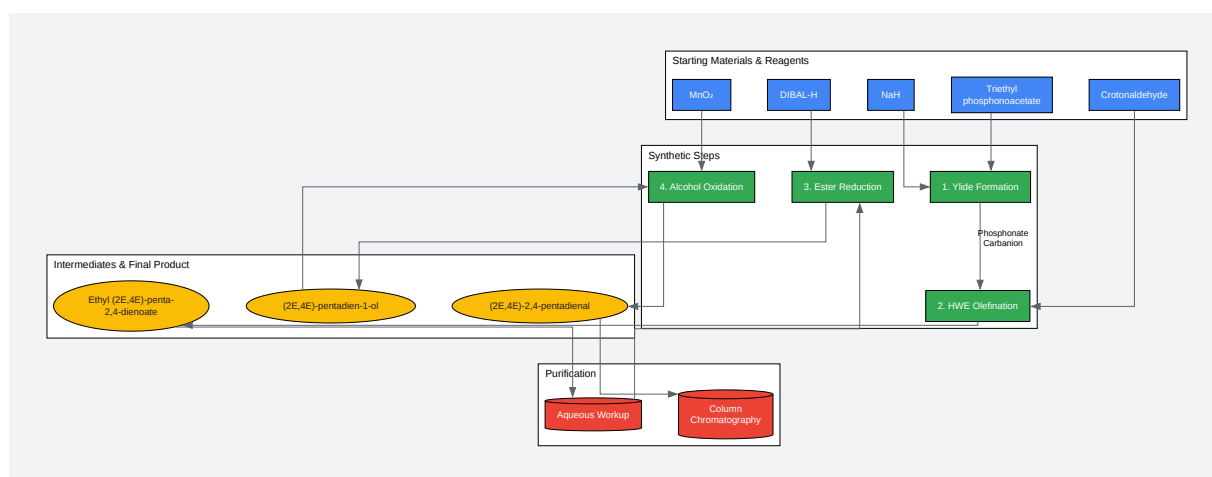 Starting Materials & Reagents
MnO₂
DIBAL-H
NaH
Triethyl
phosphonoacetate
Crotonaldehyde
Synthetic Steps
4. Alcohol Oxidation
3. Ester Reduction
1. Ylide Formation
Phosphonate
Carbanion
2. HWE Olefination
Intermediates & Final Product
Ethyl (2E,4E)-penta-
2,4-dienoate
(2E,4E)-pentadien-1-ol
(2E,4E)-2,4-pentadienal
Purification
Aqueous Workup
Column
Chromatography